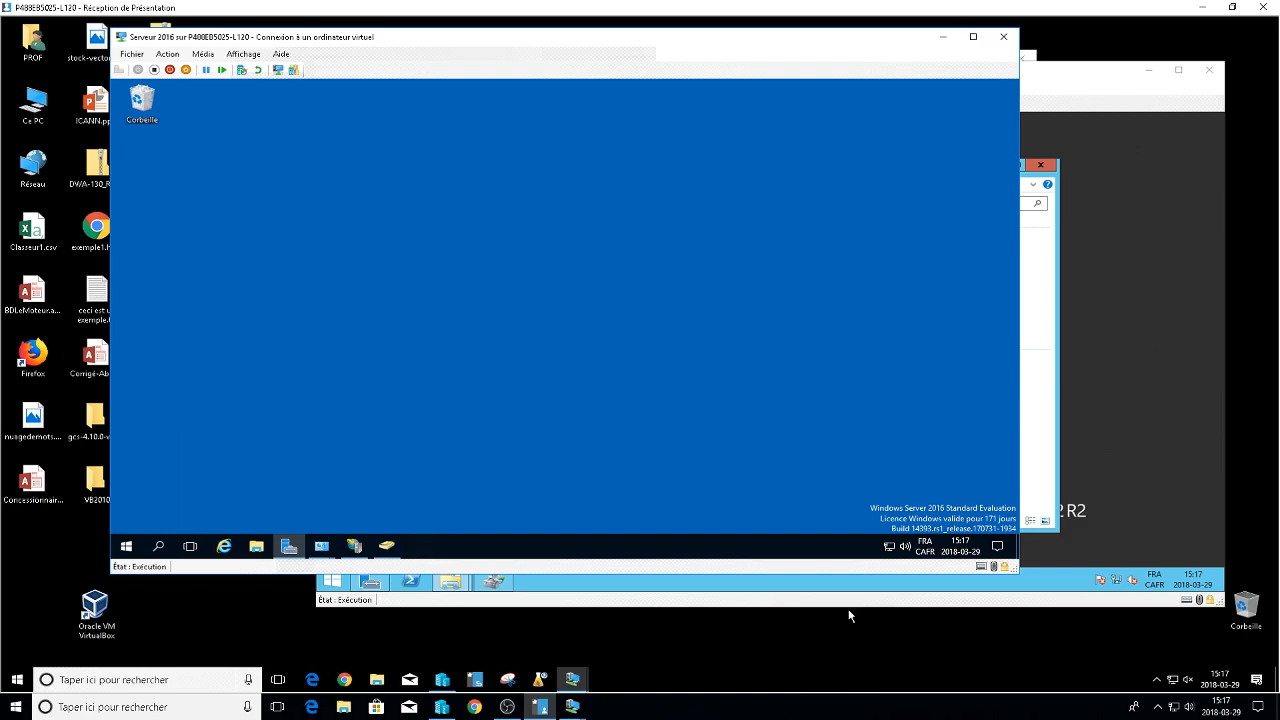 P488EB5025-L120 - Réception de Présentation
Serveur 2016 sur P488EB5025-L120 - Connexion à un ordinateur virtuel
Fichier Action Média Affichage Aide
PROF
stock-vector
Corbeille
Ce PC
ICANN.pp
Réseau
DWA-130_R
Classeur1.csv
exemple1.h
BDLeMoteur.a...
ceci est u
exemple.t
Firefox
Corrigé-Ab
nuagedemots....
gcs-4.10.0-v
Concessionnair...
VB2010
2 R2
Windows Server 2016 Standard Evaluation
Licence Windows valide pour 171 jours
Build 14393.rs1_release.170731-1934
FRA
CAFR
15:17
2018-03-29
État : Exécution
FRA
CAFR
15:17
2018-03-29
État : Exécution
Oracle VM
VirtualBox
Corbeille
Taper ici pour rechercher
15:17
2018-03-29
Taper ici pour rechercher
15:17
2018-03-29